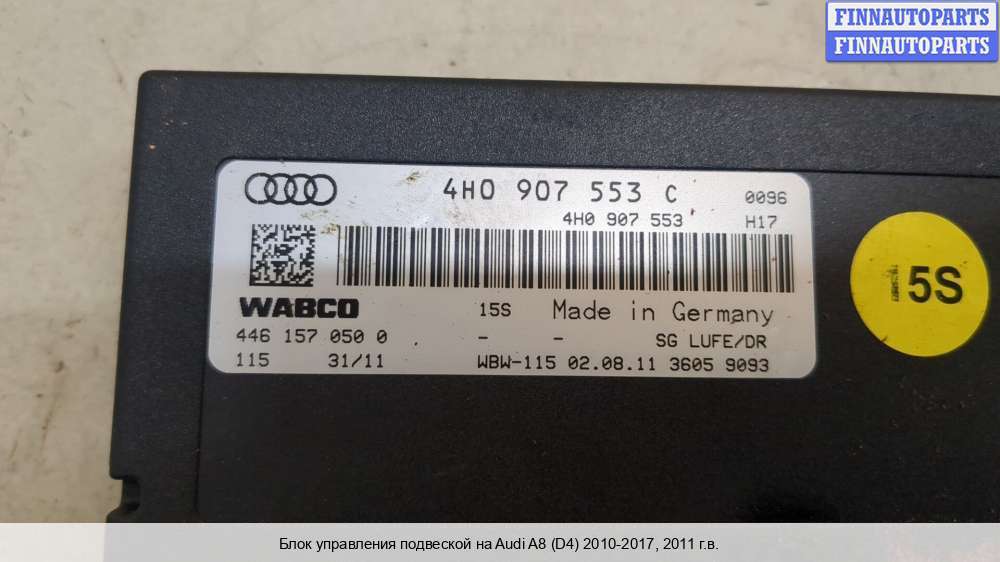 FINNAUTOPARTS
FINNAUTOPARTS
4H0 907 553 C 0096
4H0 907 553 H17
WABCO 15S Made in Germany
446 157 050 0 - - SG LUFE/DR
115 31/11 WBW-115 02.08.11 3605 9093
5S
Блок управления подвеской на Audi A8 (D4) 2010-2017, 2011 г.в.